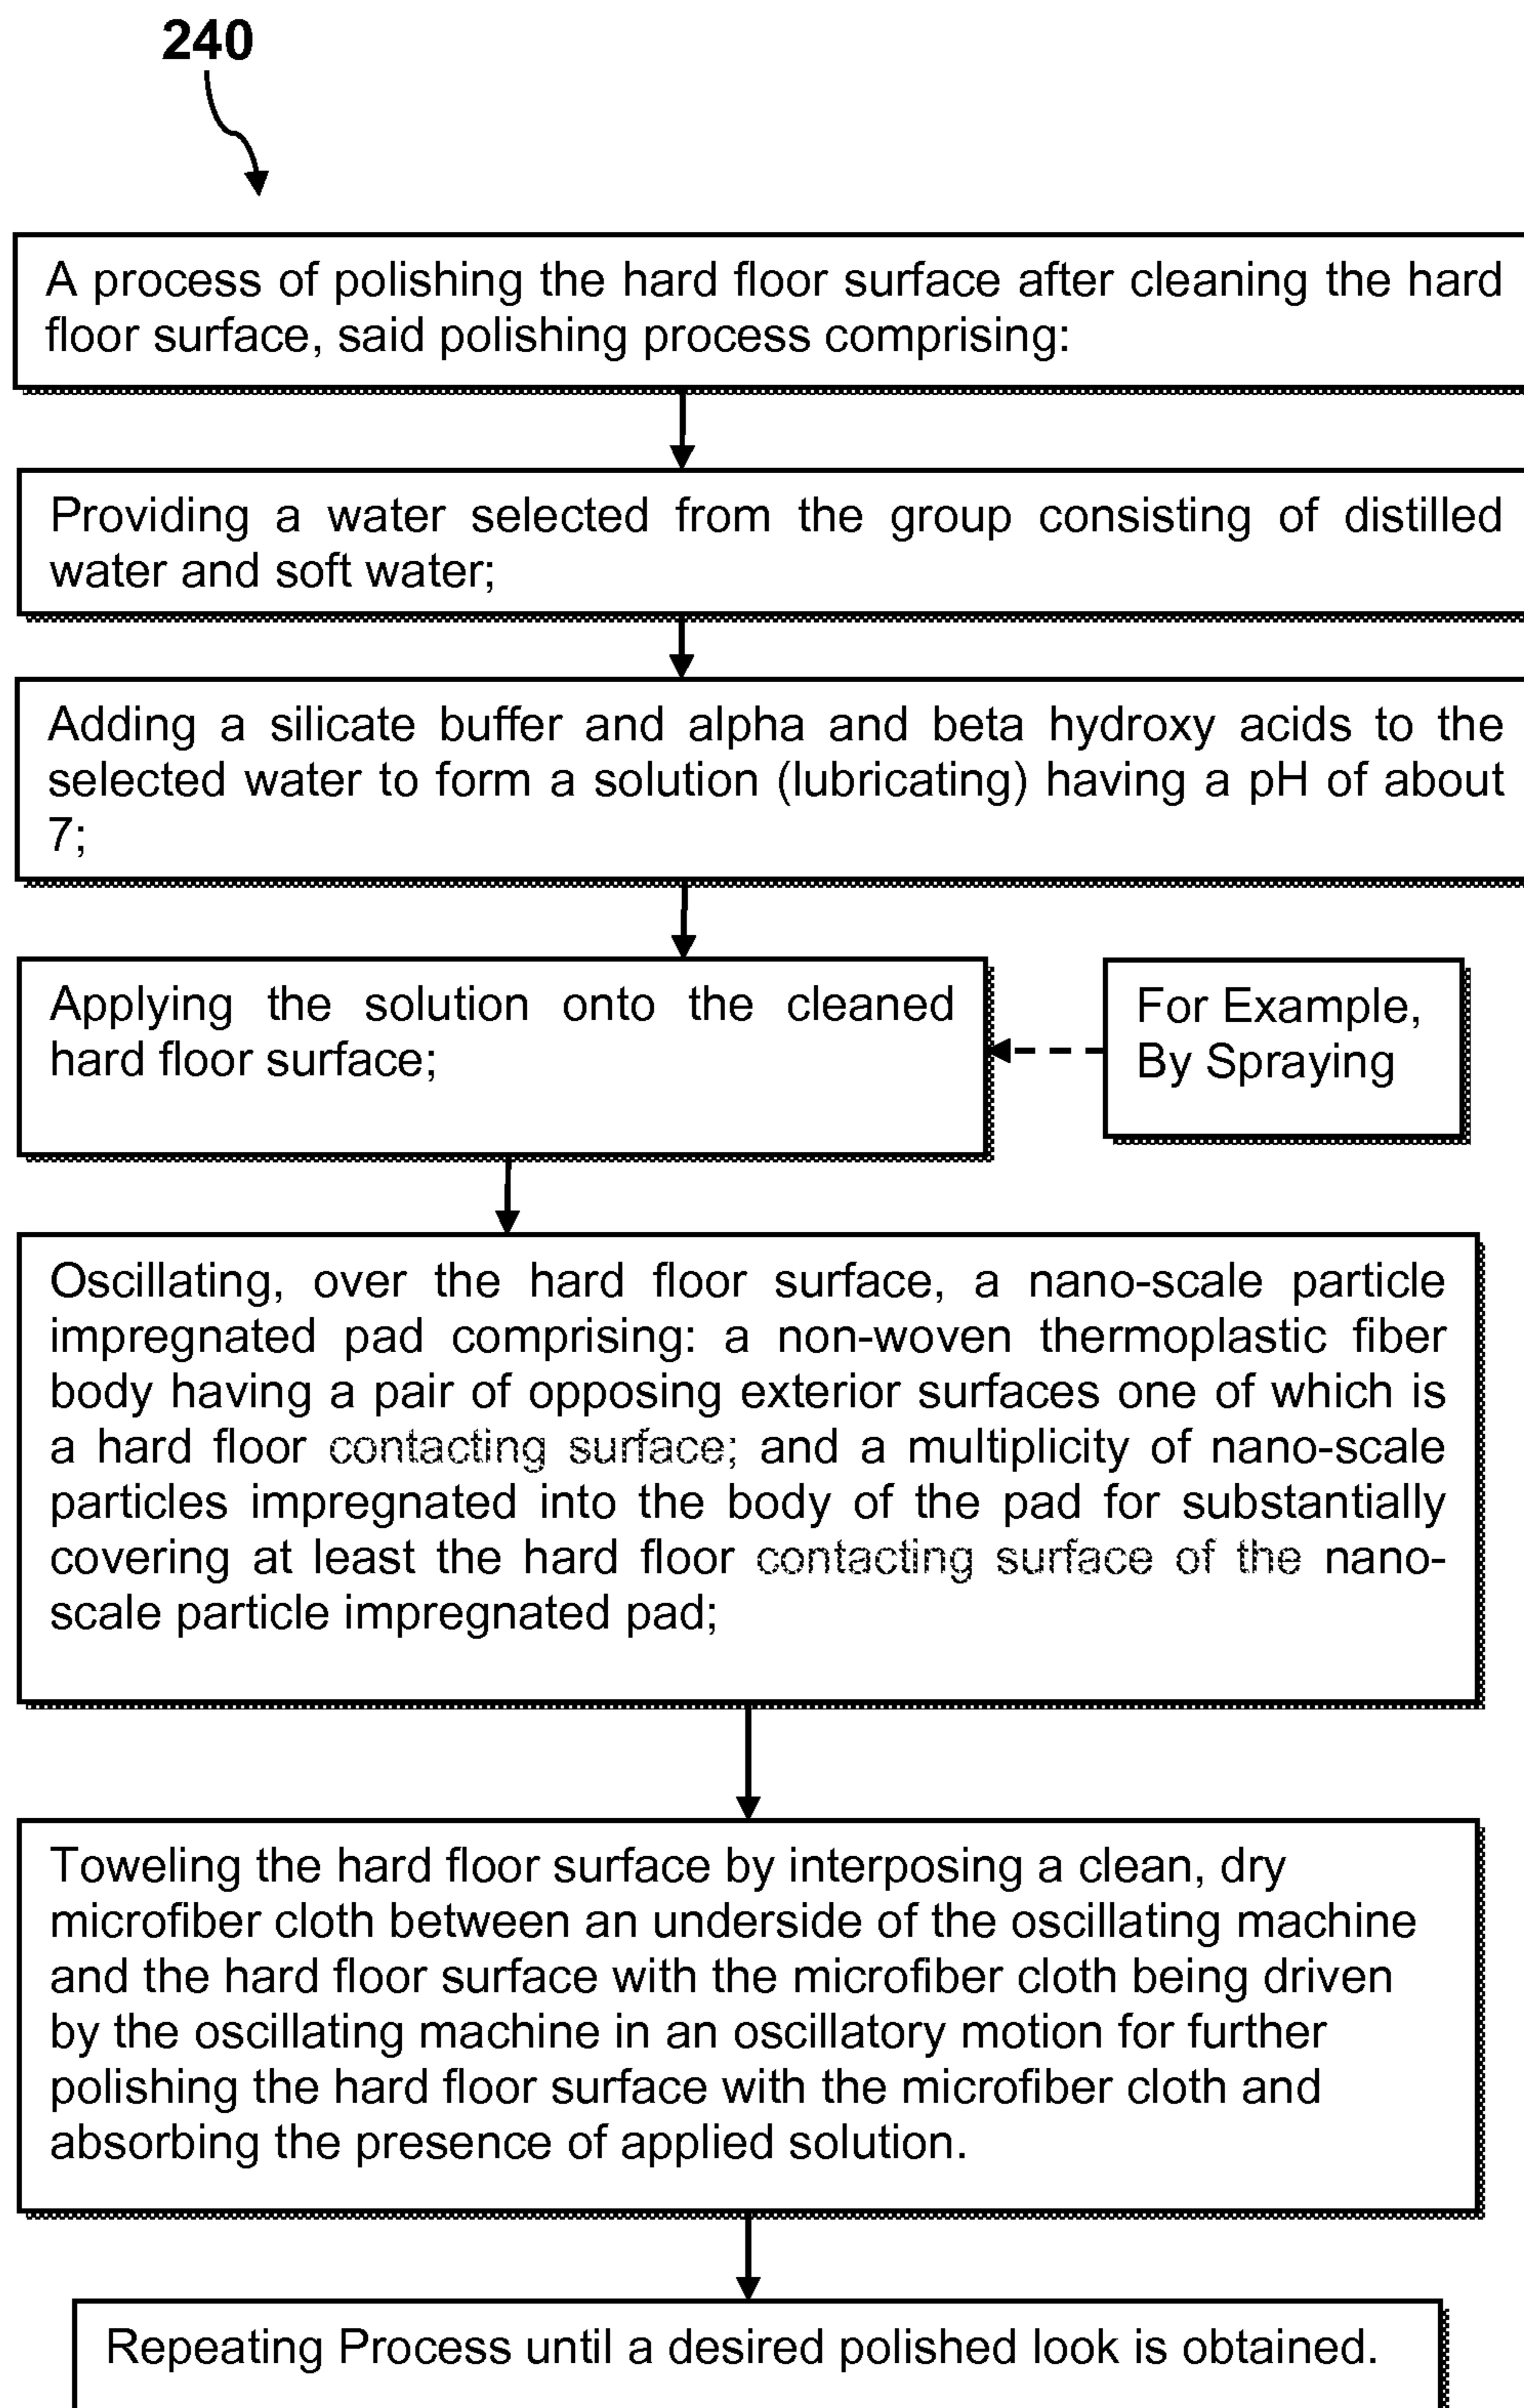 240
A process of polishing the hard floor surface after cleaning the hard
floor surface, said polishing process comprising:
Providing a water selected from the group consisting of distilled
water and soft water;
Adding a silicate buffer and alpha and beta hydroxy acids to the
selected water to form a solution (lubricating) having a pH of about
7;
Applying the solution onto the cleaned
hard floor surface;
For Example,
By Spraying
Oscillating, over the hard floor surface, a nano-scale particle
impregnated pad comprising: a non-woven thermoplastic fiber
body having a pair of opposing exterior surfaces one of which is
a hard floor contacting surface; and a multiplicity of nano-scale
particles impregnated into the body of the pad for substantially
covering at least the hard floor contacting surface of the nano-
scale particle impregnated pad;
Toweling the hard floor surface by interposing a clean, dry
microfiber cloth between an underside of the oscillating machine
and the hard floor surface with the microfiber cloth being driven
by the oscillating machine in an oscillatory motion for further
polishing the hard floor surface with the microfiber cloth and
absorbing the presence of applied solution.
Repeating Process until a desired polished look is obtained.